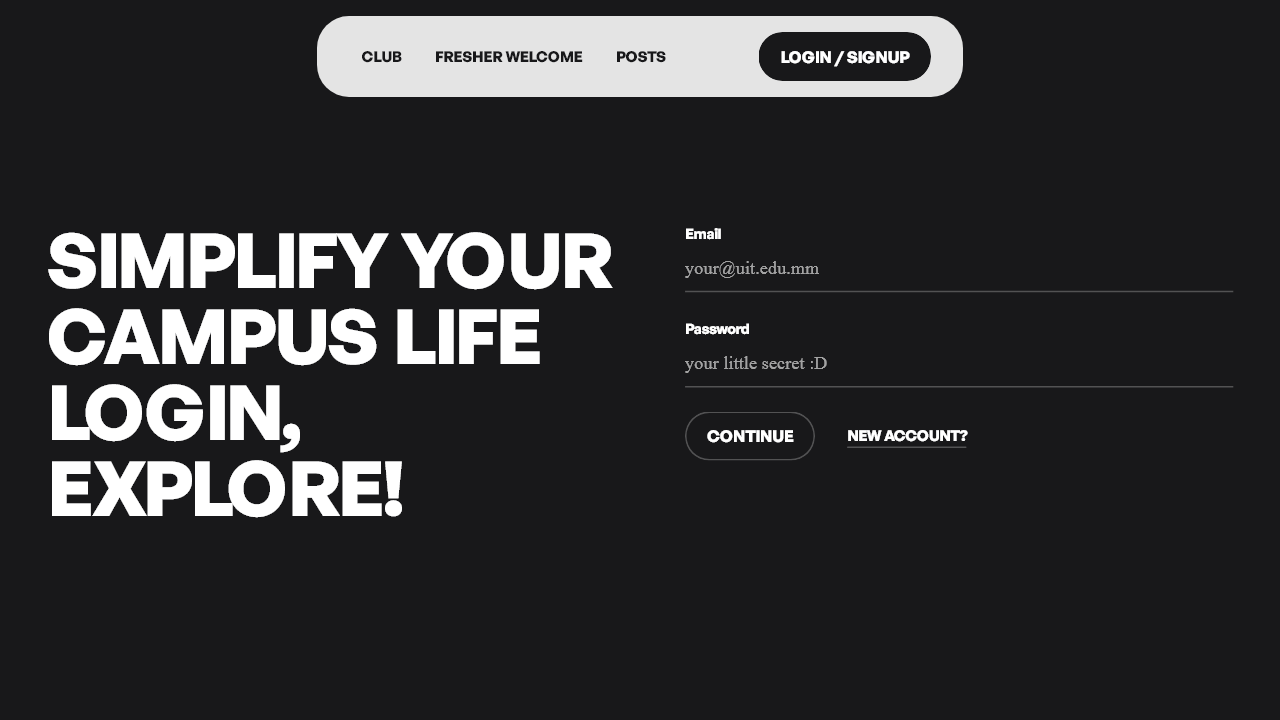 CLUB FRESHER WELCOME POSTS LOGIN / SIGNUP
SIMPLIFY YOUR
CAMPUS LIFE
LOGIN,
EXPLORE!
Email
your@uit.edu.mm
Password
your little secret :D
CONTINUE NEW ACCOUNT?